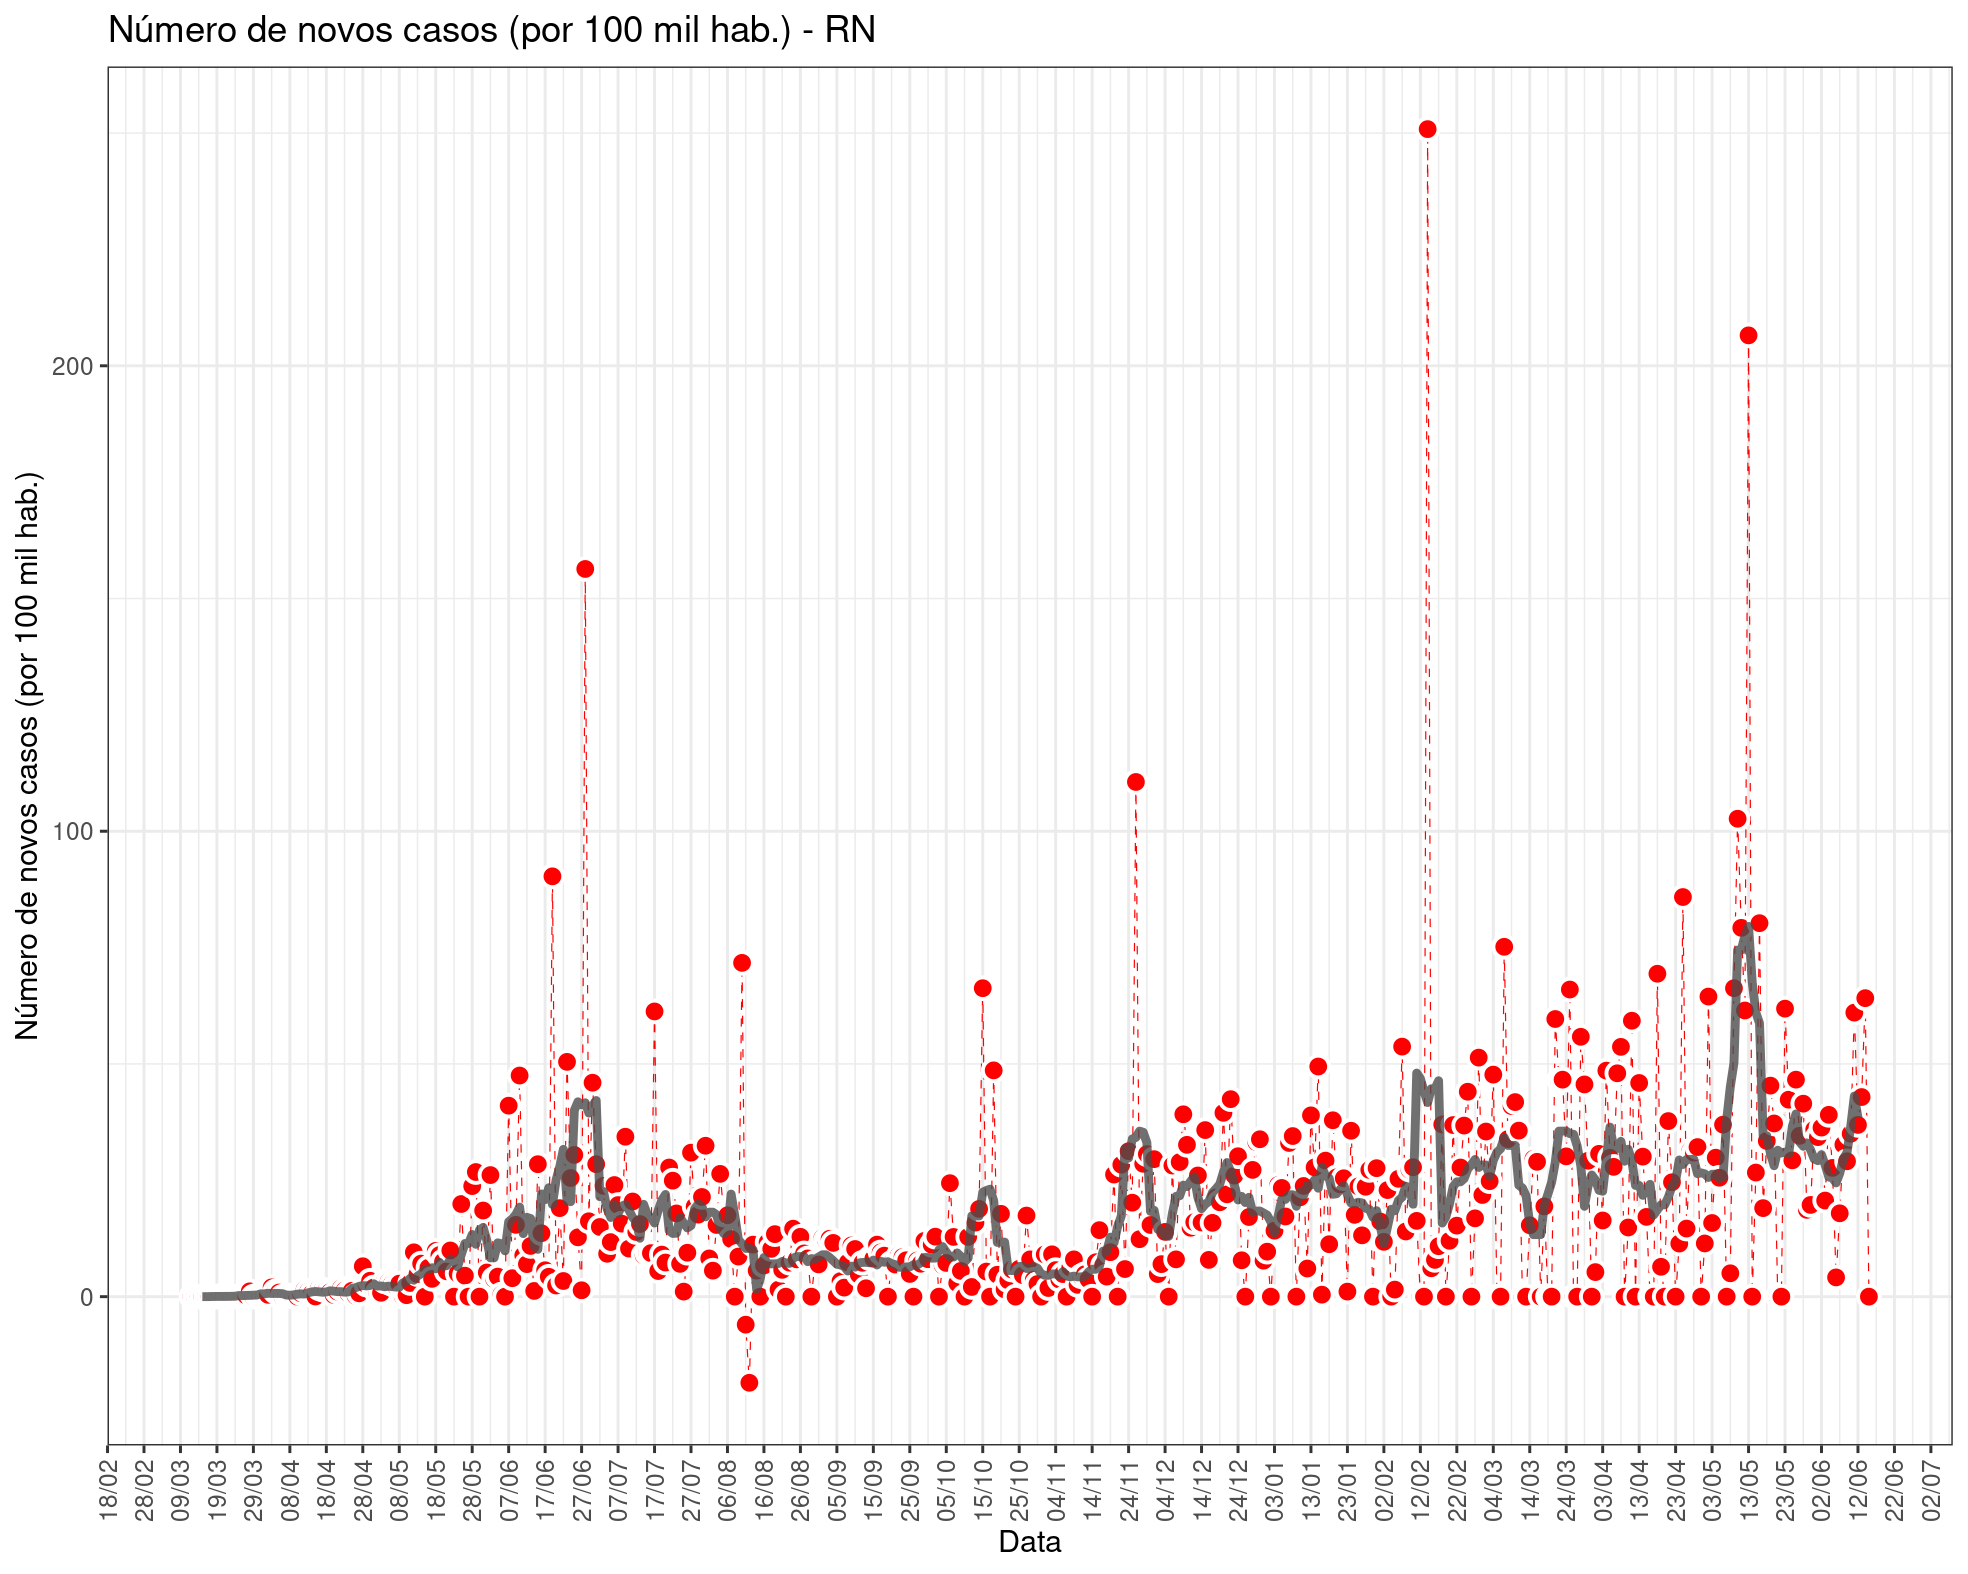 Número de novos casos (por 100 mil hab.) - RN
Número de novos casos (por 100 mil hab.)
200
100
0
18/02 28/02 09/03 19/03 29/03 08/04 18/04 28/04 08/05 18/05 28/05 07/06 17/06 27/06 07/07 17/07 27/07 06/08 16/08 26/08 05/09 15/09 25/09 05/10 15/10 25/10 04/11 14/11 24/11 04/12 14/12 24/12 03/01 13/01 23/01 02/02 12/02 22/02 04/03 14/03 24/03 03/04 13/04 23/04 03/05 13/05 23/05 02/06 12/06 22/06 02/07
Data